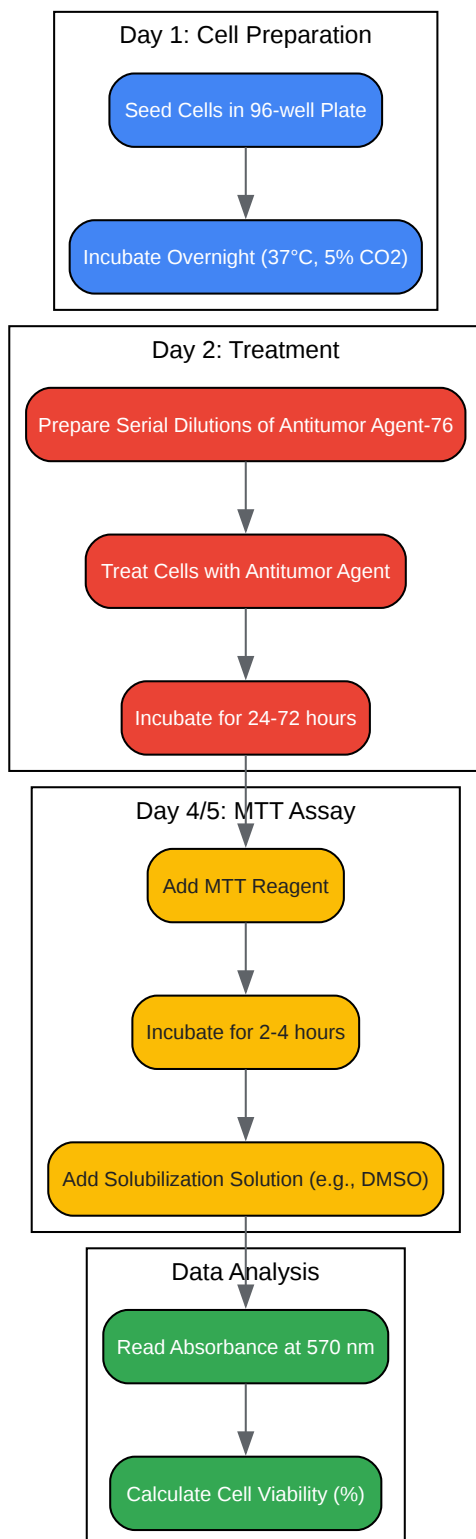 Day 1: Cell Preparation
Seed Cells in 96-well Plate
Incubate Overnight (37°C, 5% CO2)
Day 2: Treatment
Prepare Serial Dilutions of Antitumor Agent-76
Treat Cells with Antitumor Agent
Incubate for 24-72 hours
Day 4/5: MTT Assay
Add MTT Reagent
Incubate for 2-4 hours
Add Solubilization Solution (e.g., DMSO)
Data Analysis
Read Absorbance at 570 nm
Calculate Cell Viability (%)